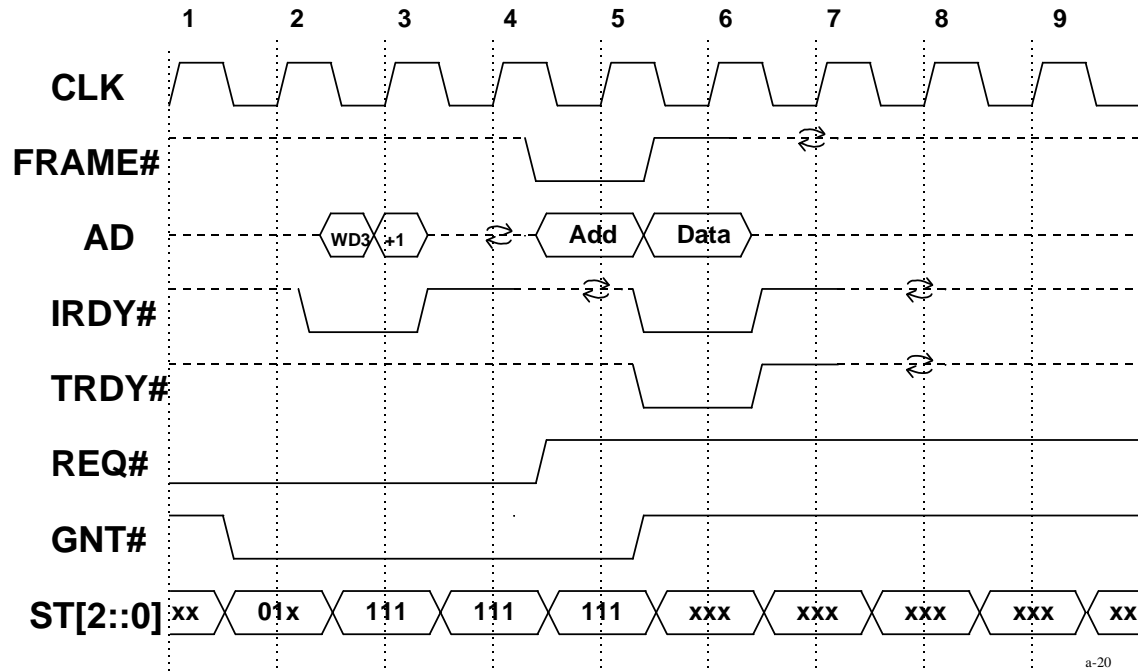 1 2 3 4 5 6 7 8 9
CLK
FRAME#
AD WD3 +1 Add Data
IRDY#
TRDY#
REQ#
GNT#
ST[2::0] xx 01x 111 111 111 xxx xxx xxx xxx xx
a-20